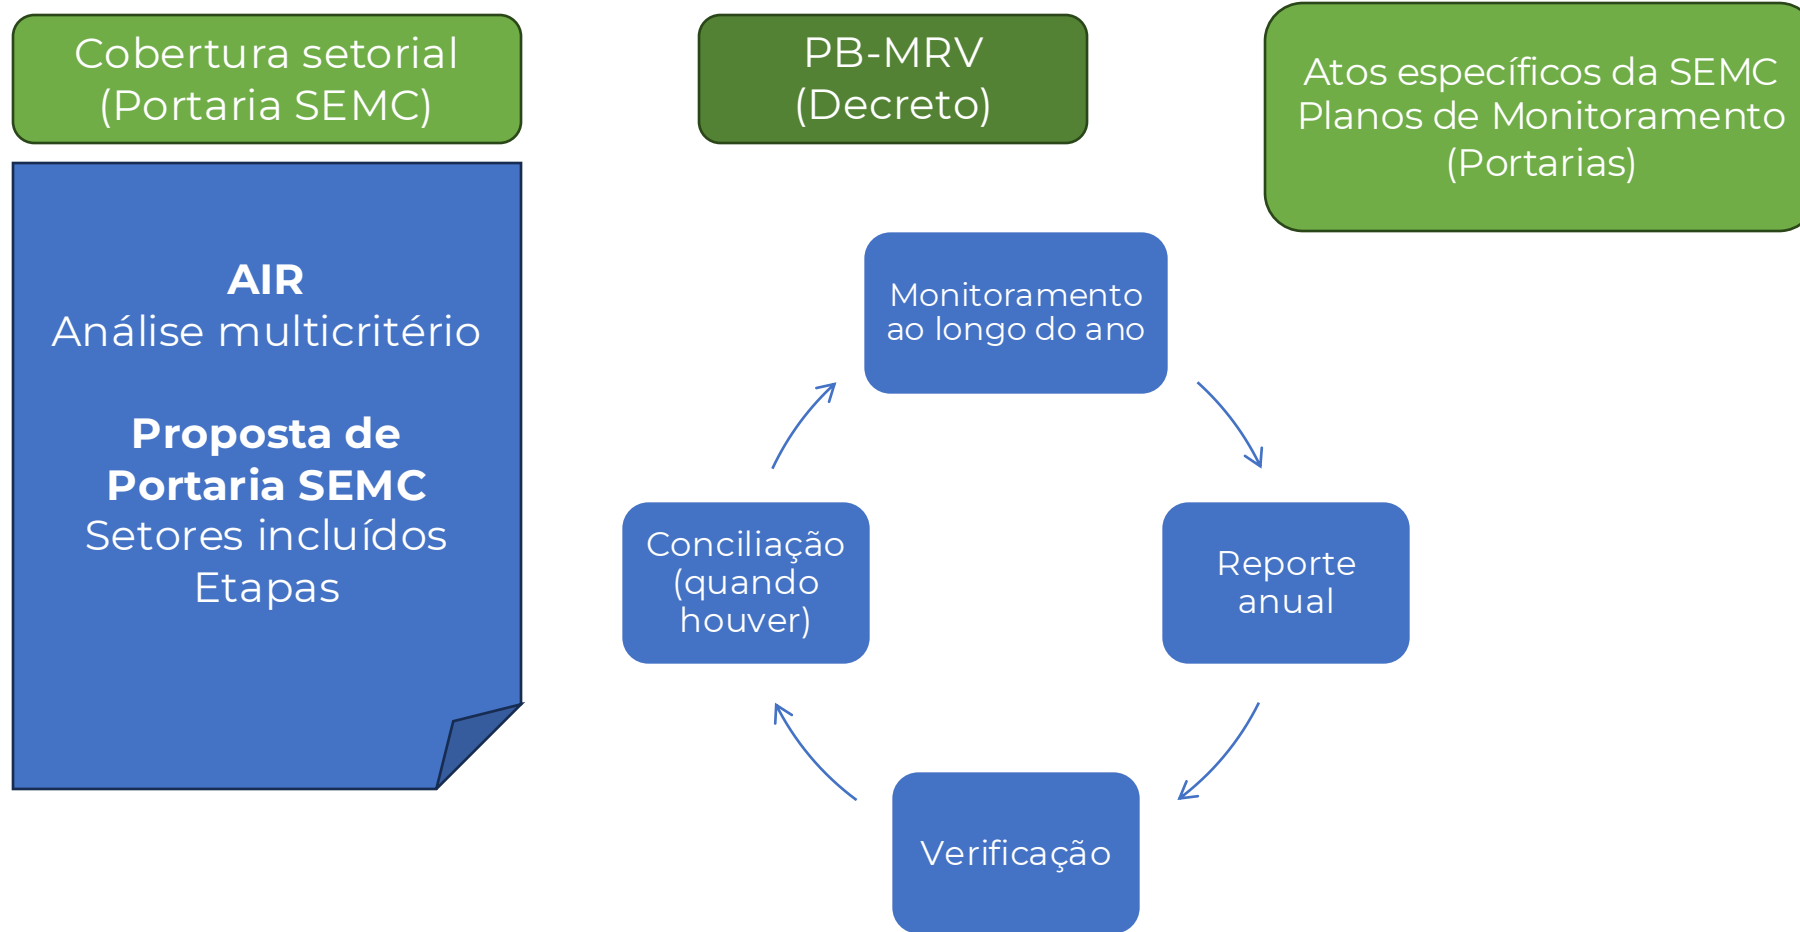 Cobertura setorial
(Portaria SEMC)
PB-MRV
(Decreto)
Atos específicos da SEMC
Planos de Monitoramento
(Portarias)
AIR
Análise multicritério
Proposta de
Portaria SEMC
Setores incluídos
Etapas
Monitoramento
ao longo do ano
Reporte
anual
Verificação
Conciliação
(quando
houver)